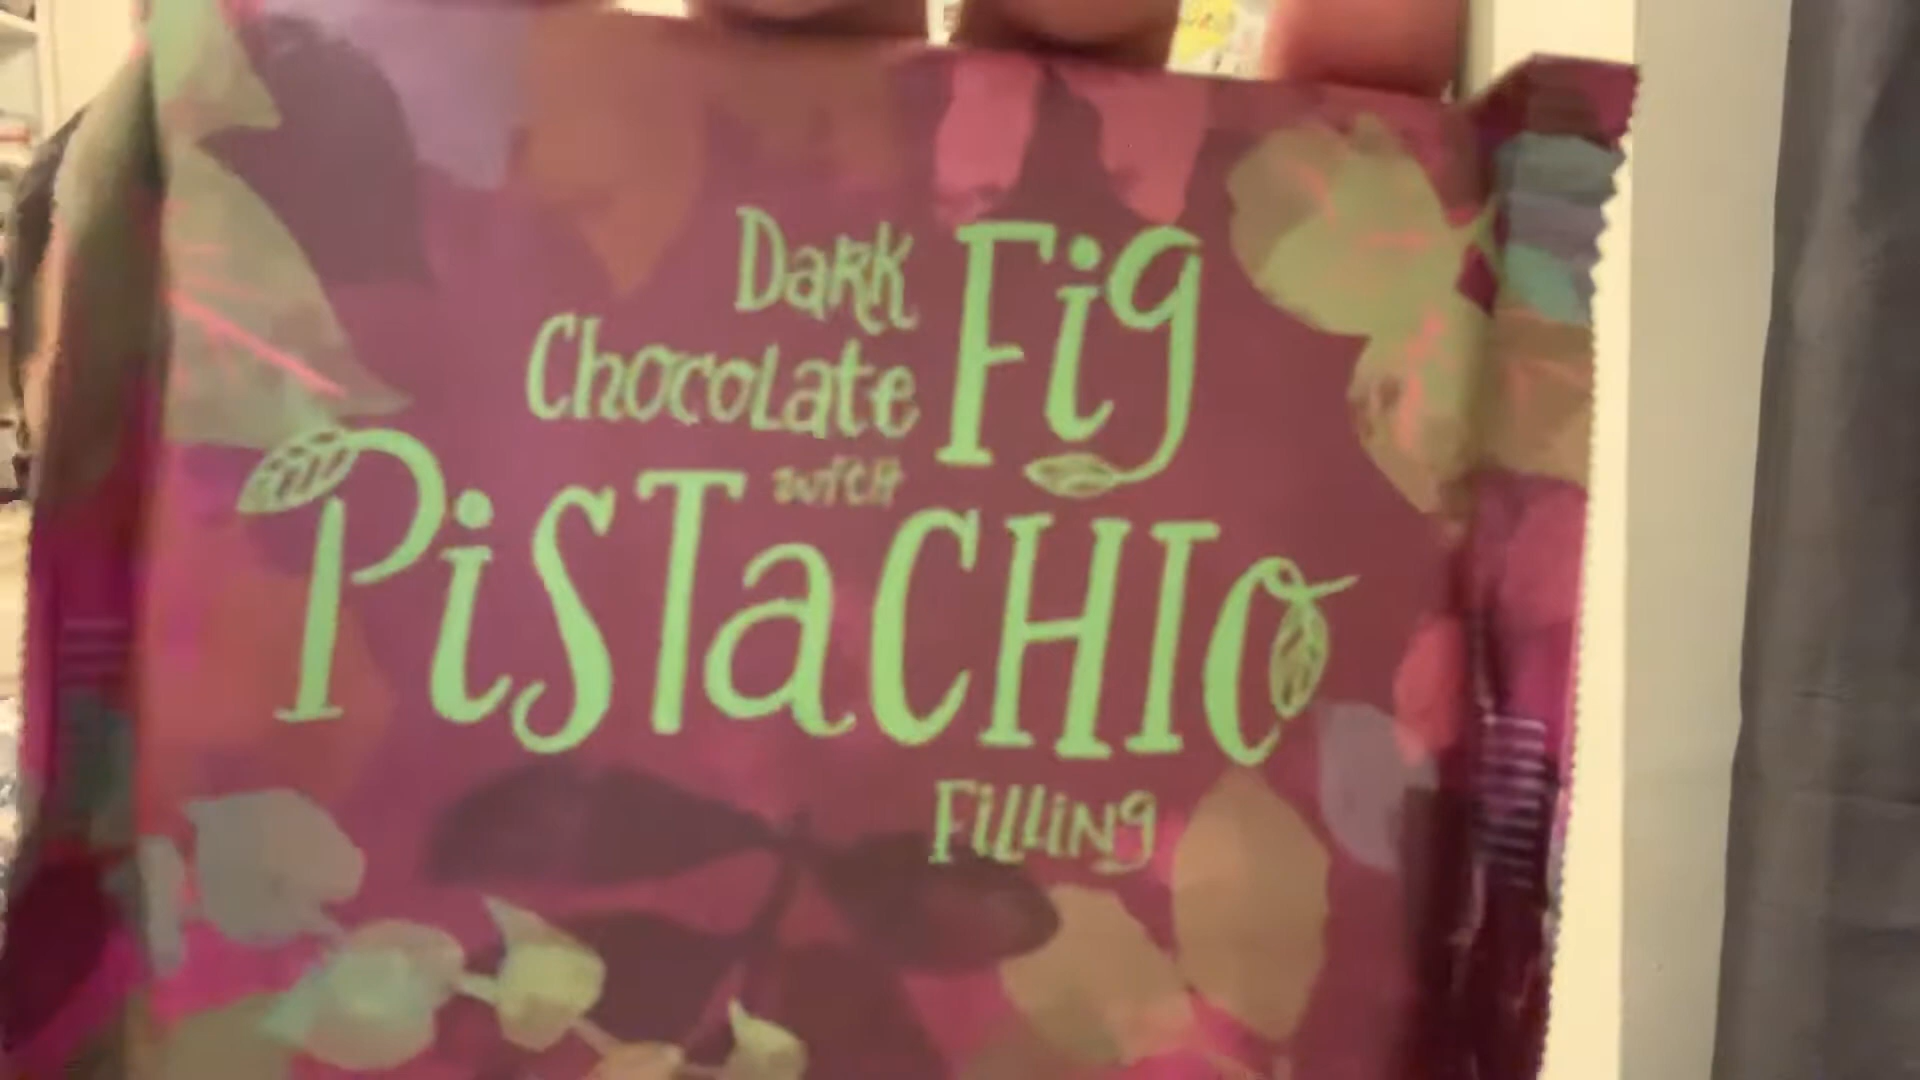 Dark
Chocolate Fig
with
PiSTaCHIO
FiLLiNg